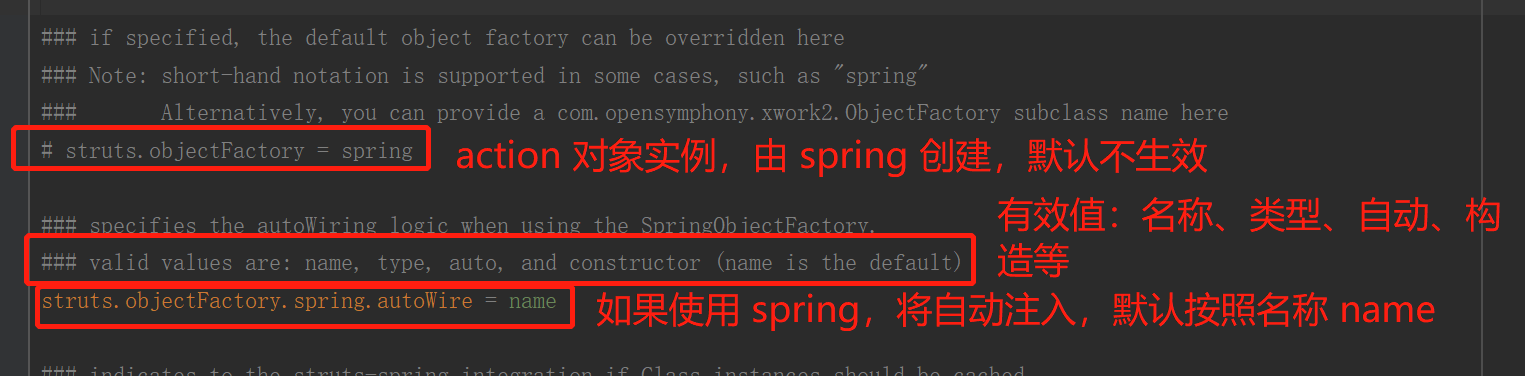 ### if specified, the default object factory can be overridden here
### Note: short-hand notation is supported in some cases, such as "spring"
###       Alternatively, you can provide a com.opensymphony.xwork2.ObjectFactory subclass name here
# struts.objectFactory = spring
action 对象实例，由 spring 创建，默认不生效
### specifies the autoWiring logic when using the SpringObjectFactory.
有效值：名称、类型、自动、构
造等
### valid values are: name, type, auto, and constructor (name is the default)
struts.objectFactory.spring.autoWire = name
如果使用 spring，将自动注入，默认按照名称 name
### indicates to the struts-spring integration if Class instances should be cached